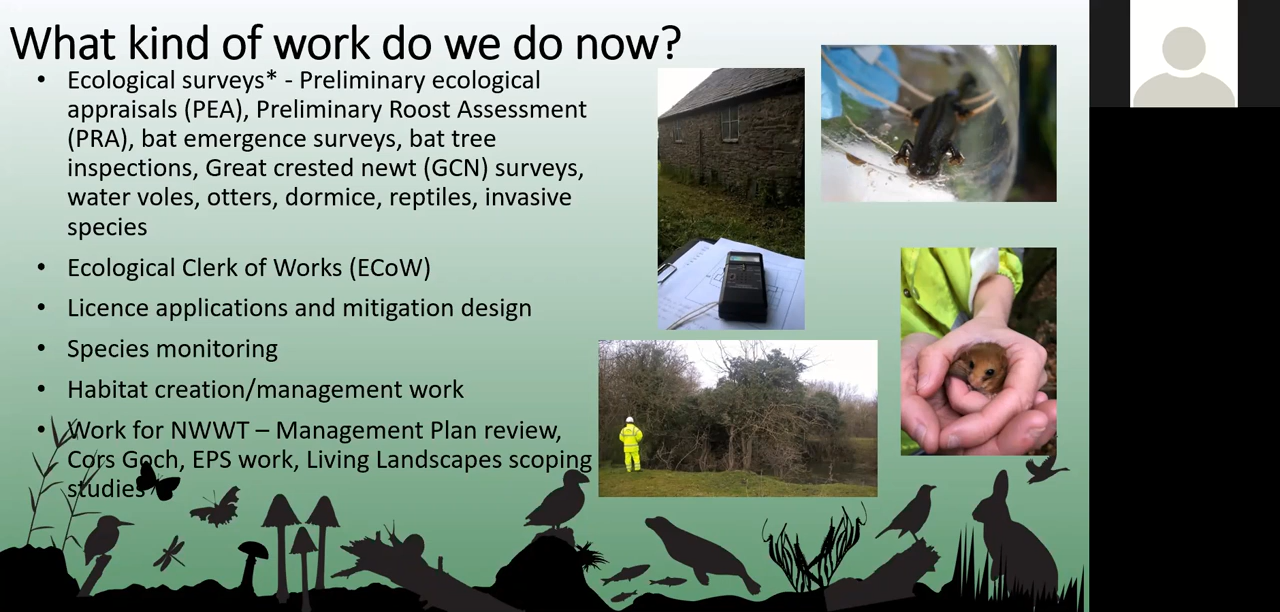 What kind of work do we do now?
• Ecological surveys* - Preliminary ecological
appraisals (PEA), Preliminary Roost Assessment
(PRA), bat emergence surveys, bat tree
inspections, Great crested newt (GCN) surveys,
water voles, otters, dormice, reptiles, invasive
species
• Ecological Clerk of Works (ECoW)
• Licence applications and mitigation design
• Species monitoring
• Habitat creation/management work
• Work for NWWT – Management Plan review,
Cors Goch, EPS work, Living Landscapes scoping
studies